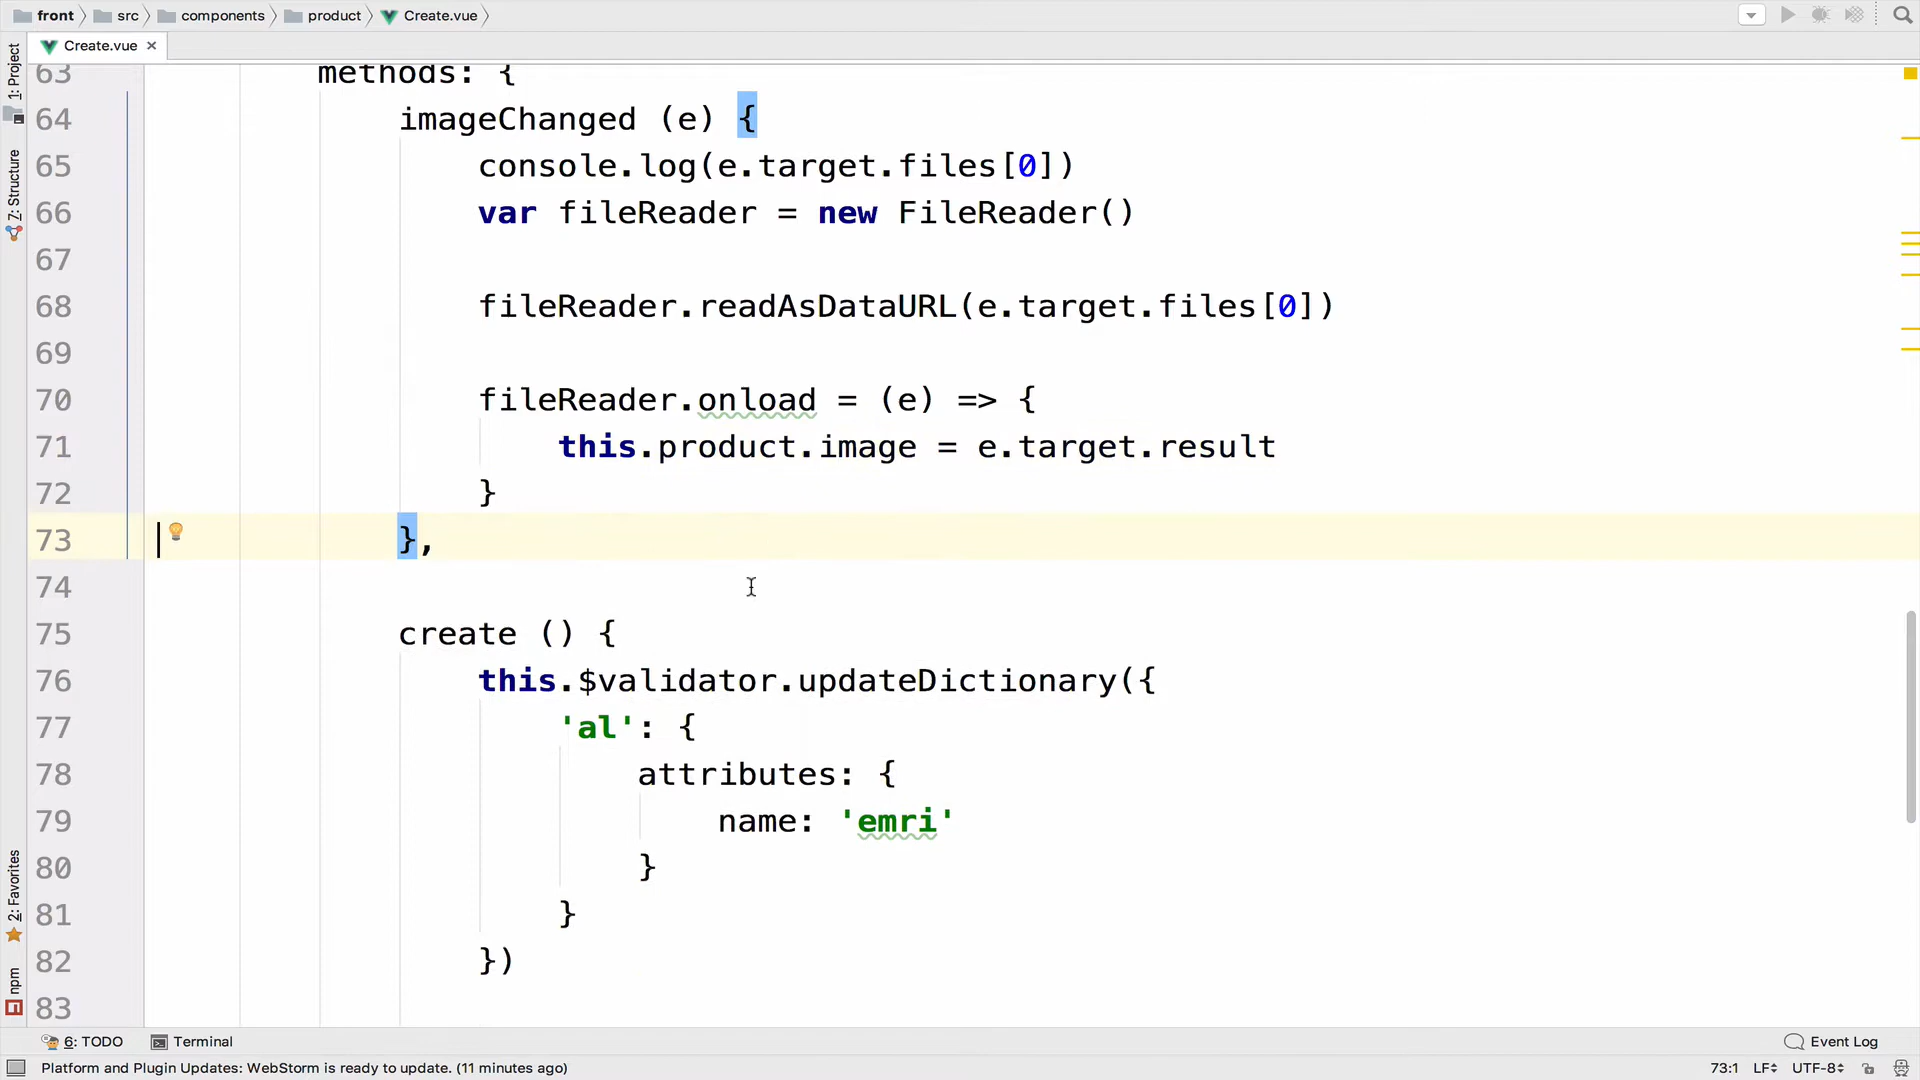 front src components product Create.vue
Create.vue
1: Project
7: Structure
2: Favorites
npm
63 methods: {
64 imageChanged (e) {
65 console.log(e.target.files[0])
66 var fileReader = new FileReader()
67
68 fileReader.readAsDataURL(e.target.files[0])
69
70 fileReader.onload = (e) => {
71 this.product.image = e.target.result
72 }
73 },
74
75 create () {
76 this.$validator.updateDictionary({
77 'al': {
78 attributes: {
79 name: 'emri'
80 }
81 }
82 })
83
6: TODO Terminal Event Log
Platform and Plugin Updates: WebStorm is ready to update. (11 minutes ago) 73:1 LF UTF-8